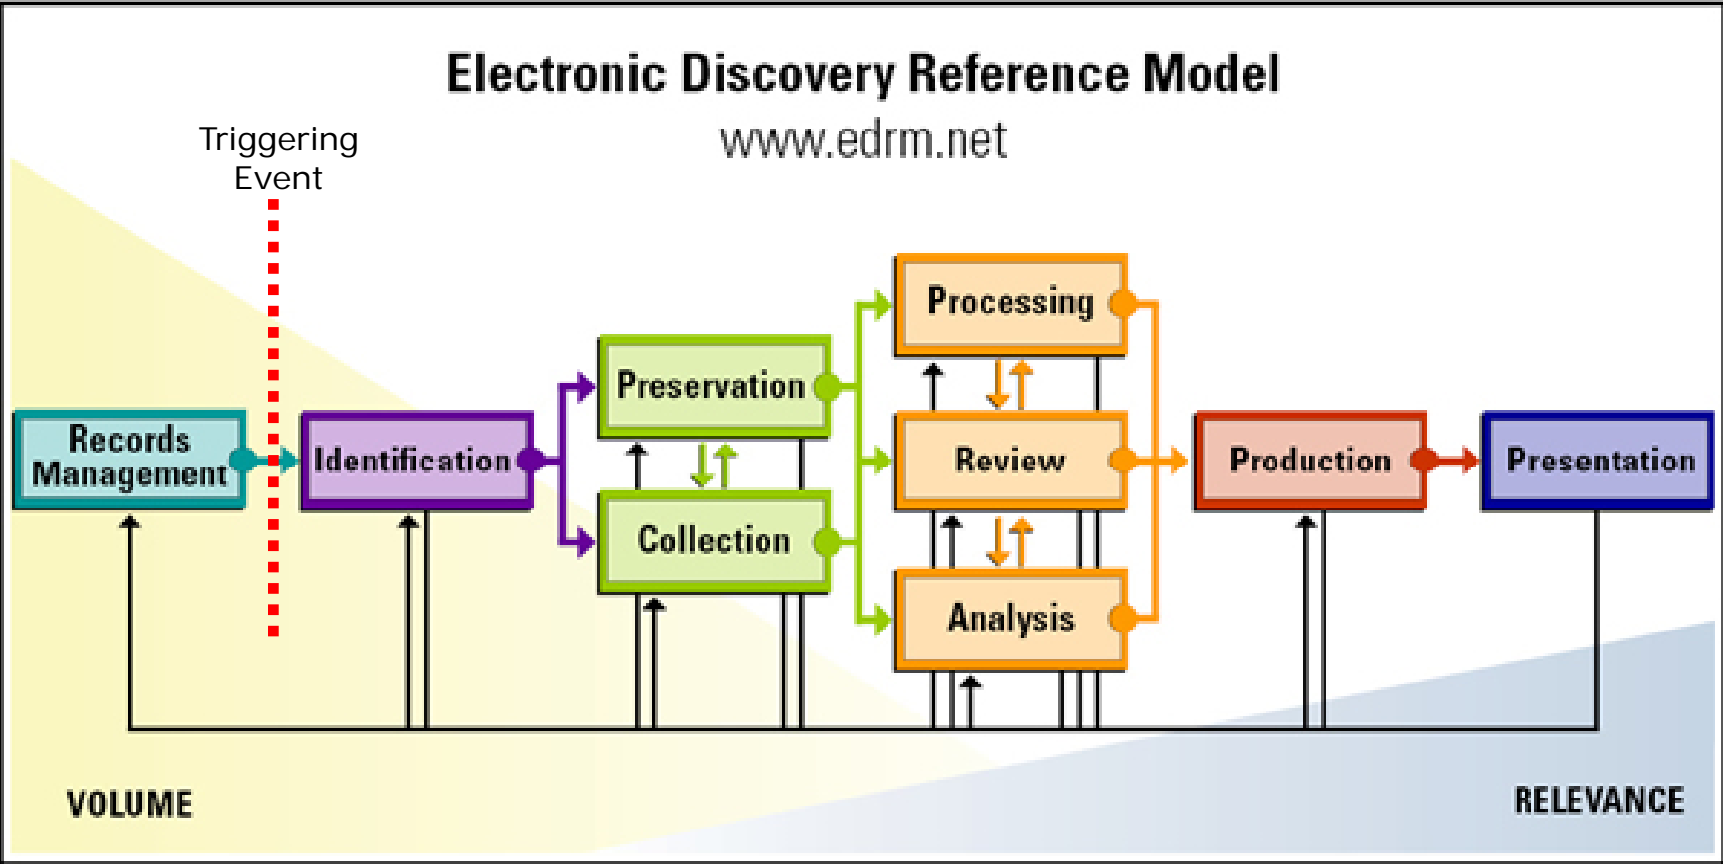 Electronic Discovery Reference Model
www.edrm.net
Triggering
Event
Processing
Preservation
Records
Management
Identification
Review
Production
Presentation
Collection
Analysis
VOLUME
RELEVANCE